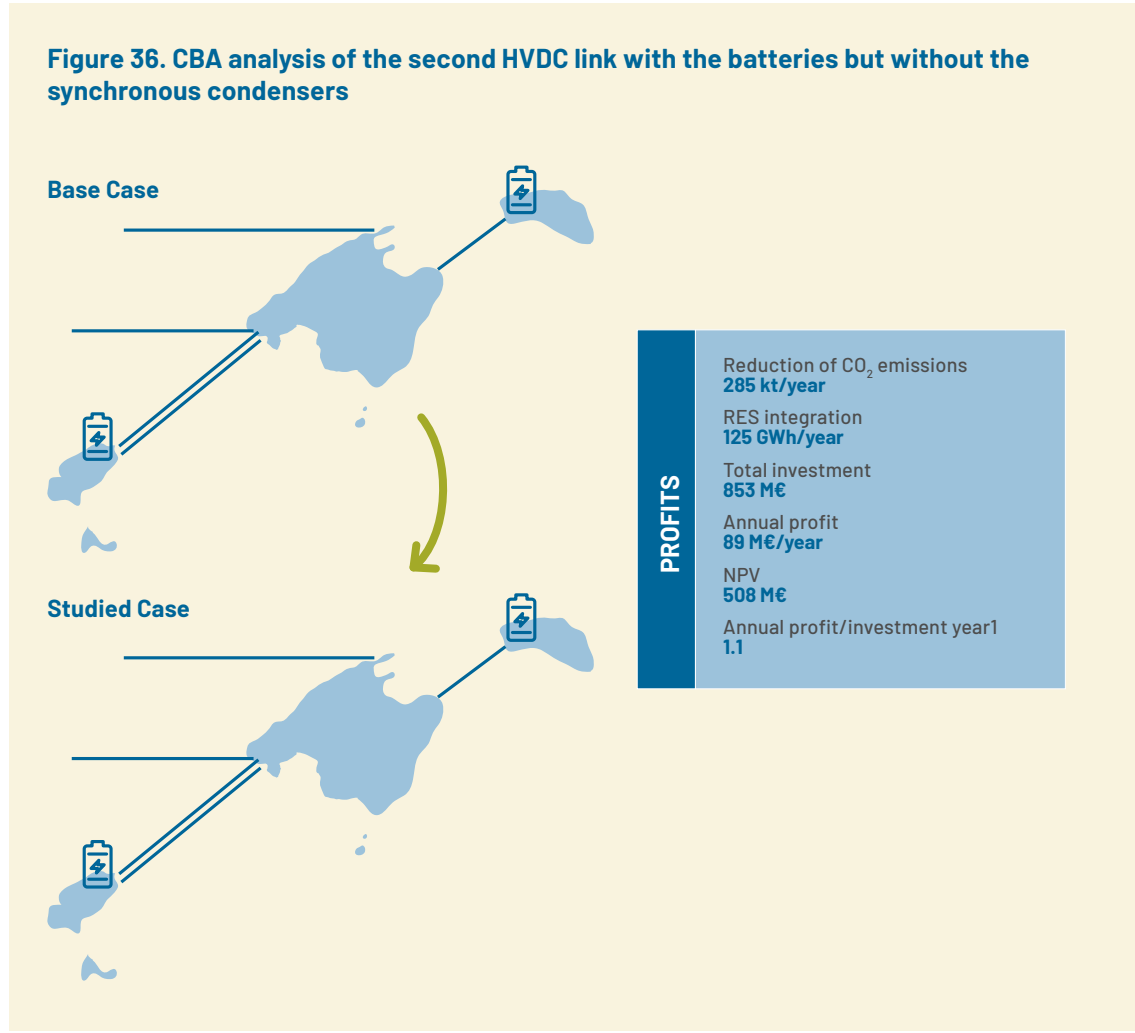 Figure 36. CBA analysis of the second HVDC link with the batteries but without the
synchronous condensers
Base Case
Studied Case
PROFITS
Reduction of CO₂ emissions
285 kt/year
RES integration
125 GWh/year
Total investment
853 M€
Annual profit
89 M€/year
NPV
508 M€
Annual profit/investment year1
1.1